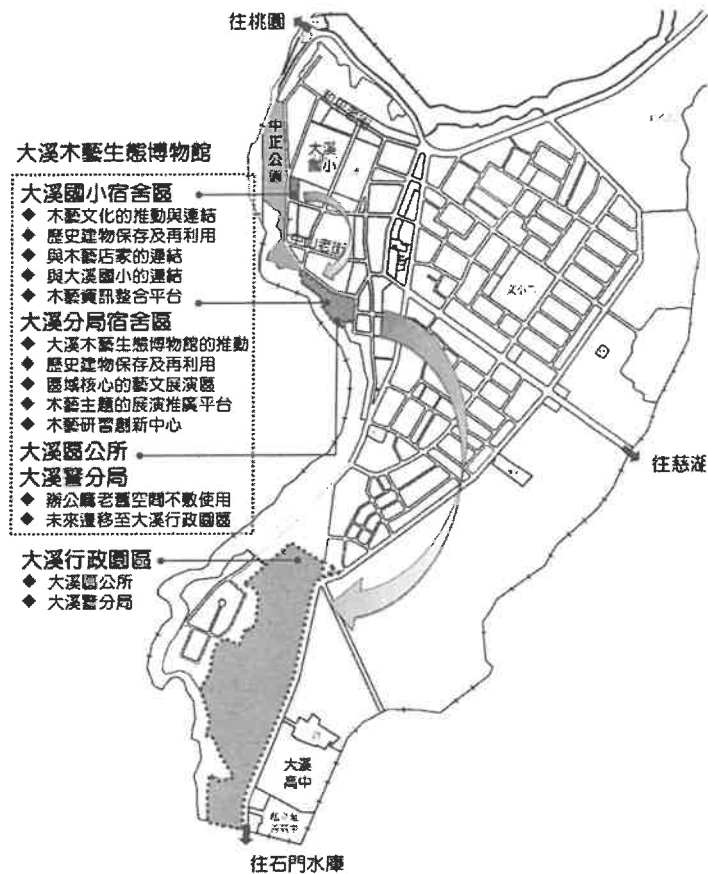 往桃園
大溪木藝生態博物館
大溪國小宿舍區
◆ 木藝文化的推動與連結
◆ 歷史建物保存及再利用
◆ 與木藝店家的連結
◆ 與大溪國小的連結
◆ 木藝資訊整合平台
大溪分局宿舍區
◆ 大溪木藝生態博物館的推動
◆ 歷史建物保存及再利用
◆ 區域核心的藝文展演區
◆ 木藝主題的展演推廣平台
◆ 木藝研習創新中心
大溪區公所
大溪警分局
◆ 辦公廳老舊空間不敷使用
◆ 未來遷移至大溪行政園區
大溪行政園區
◆ 大溪區公所
◆ 大溪警分局
中正公園
大溪國小
老街
文小二
往慈湖
大溪高中
往石門水庫